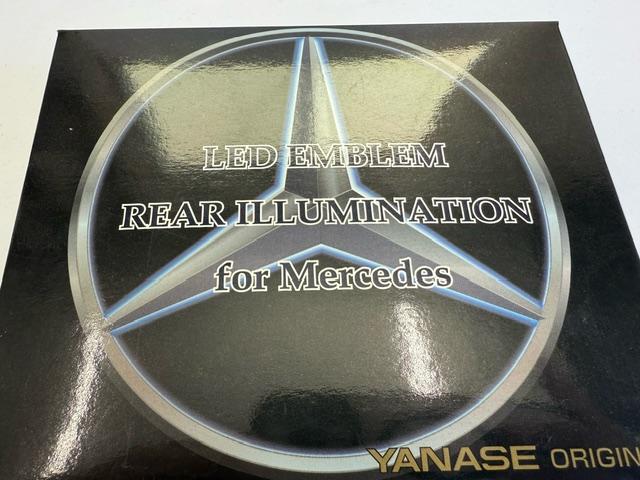 LED EMBLEM
REAR ILLUMINATION
for Mercedes
YANASE ORIGIN